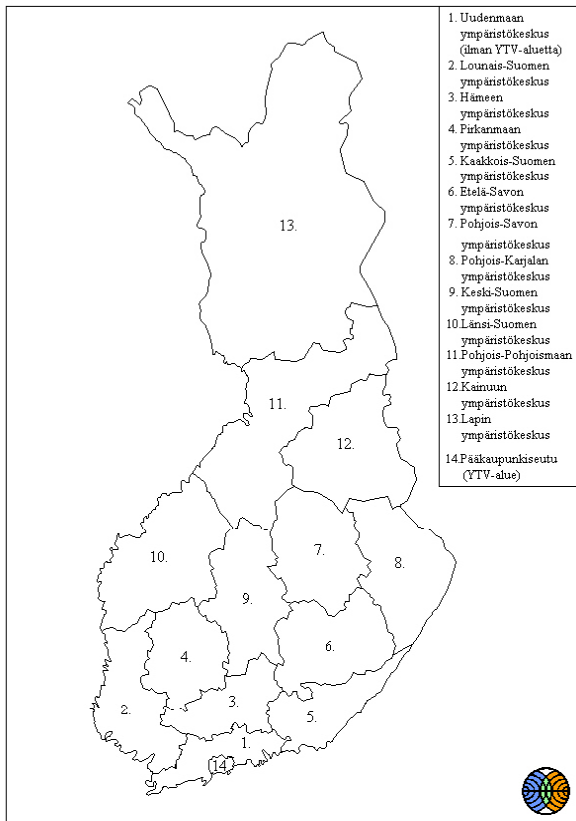 1. Uudenmaan
ympäristökeskus
(ilman YTV-aluetta)
2. Lounais-Suomen
ympäristökeskus
3. Hämeen
ympäristökeskus
4. Pirkanmaan
ympäristökeskus
5. Kaakkois-Suomen
ympäristökeskus
6. Etelä-Savon
ympäristökeskus
7. Pohjois-Savon
ympäristökeskus
8. Pohjois-Karjalan
ympäristökeskus
9. Keski-Suomen
ympäristökeskus
10.Länsi-Suomen
ympäristökeskus
11.Pohjois-Pohjoismaan
ympäristökeskus
12.Kainuun
ympäristökeskus
13.Lapin
ympäristökeskus
14.Pääkaupunkiseutu
(YTV-alue)
13.
11.
12.
10.
7.
8.
9.
6.
4.
3.
2.
5.
1.
14